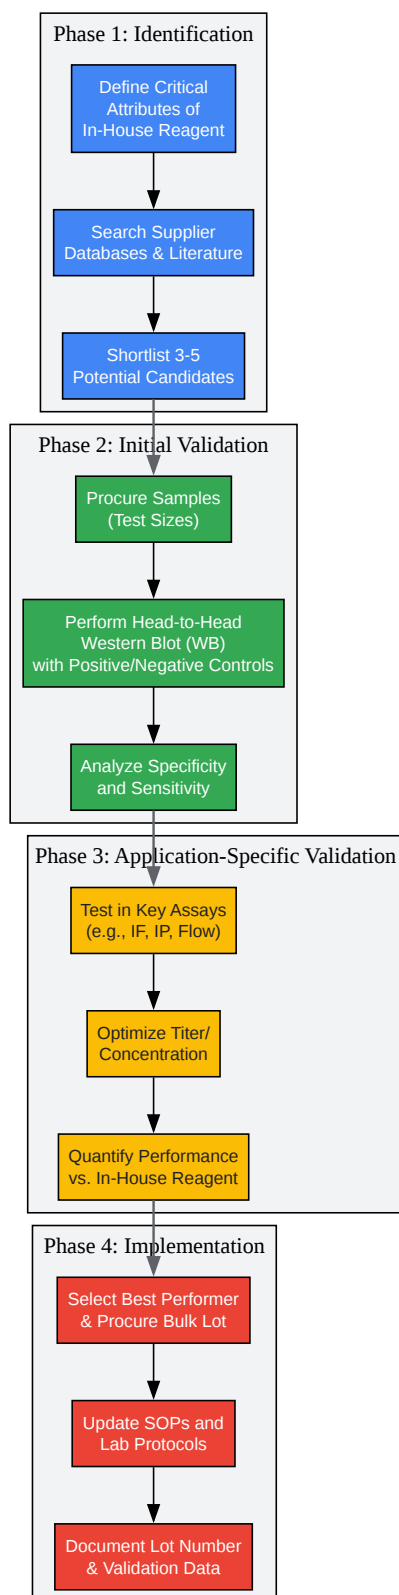 Phase 1: Identification
Define Critical
Attributes of
In-House Reagent
Search Supplier
Databases & Literature
Shortlist 3-5
Potential Candidates
Phase 2: Initial Validation
Procure Samples
(Test Sizes)
Perform Head-to-Head
Western Blot (WB)
with Positive/Negative Controls
Analyze Specificity
and Sensitivity
Phase 3: Application-Specific Validation
Test in Key Assays
(e.g., IF, IP, Flow)
Optimize Titer/
Concentration
Quantify Performance
vs. In-House Reagent
Phase 4: Implementation
Select Best Performer
& Procure Bulk Lot
Update SOPs and
Lab Protocols
Document Lot Number
& Validation Data